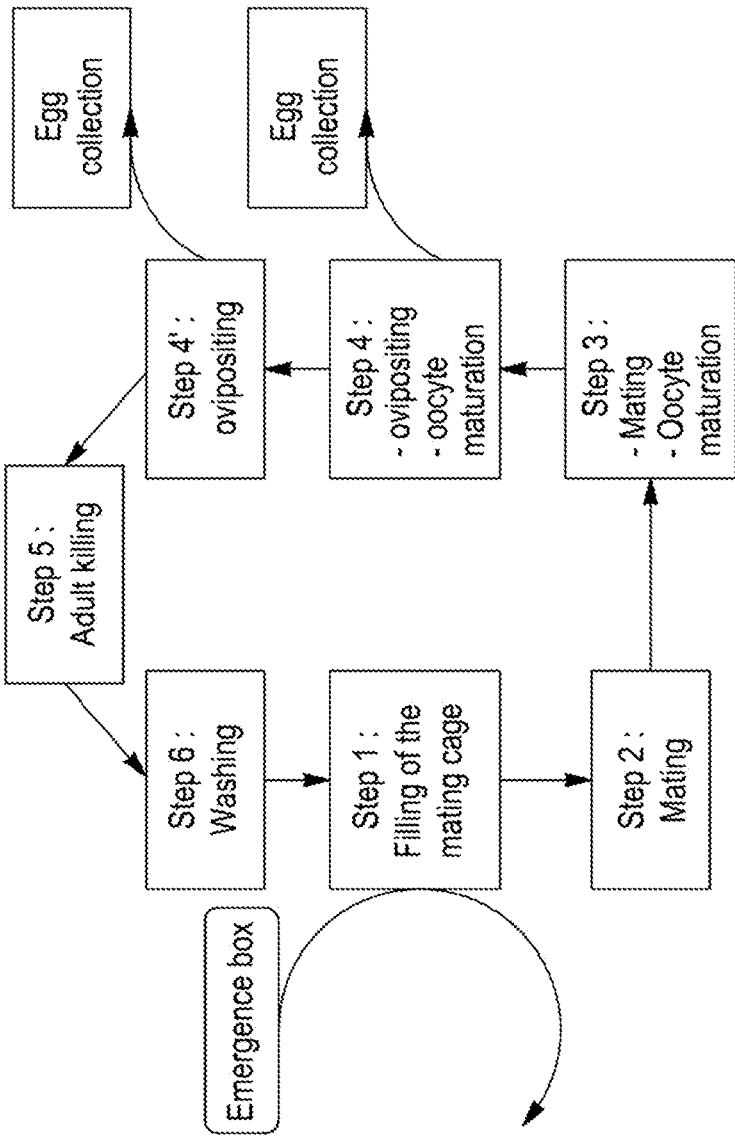 Emergence box
Step 1 :
Filling of the
mating cage
Step 2 :
Mating
Step 3 :
- Mating
- Oocyte
maturation
Step 4 :
- ovipositing
- oocyte
maturation
Egg
collection
Step 4' :
ovipositing
Egg
collection
Step 5 :
Adult killing
Step 6 :
Washing